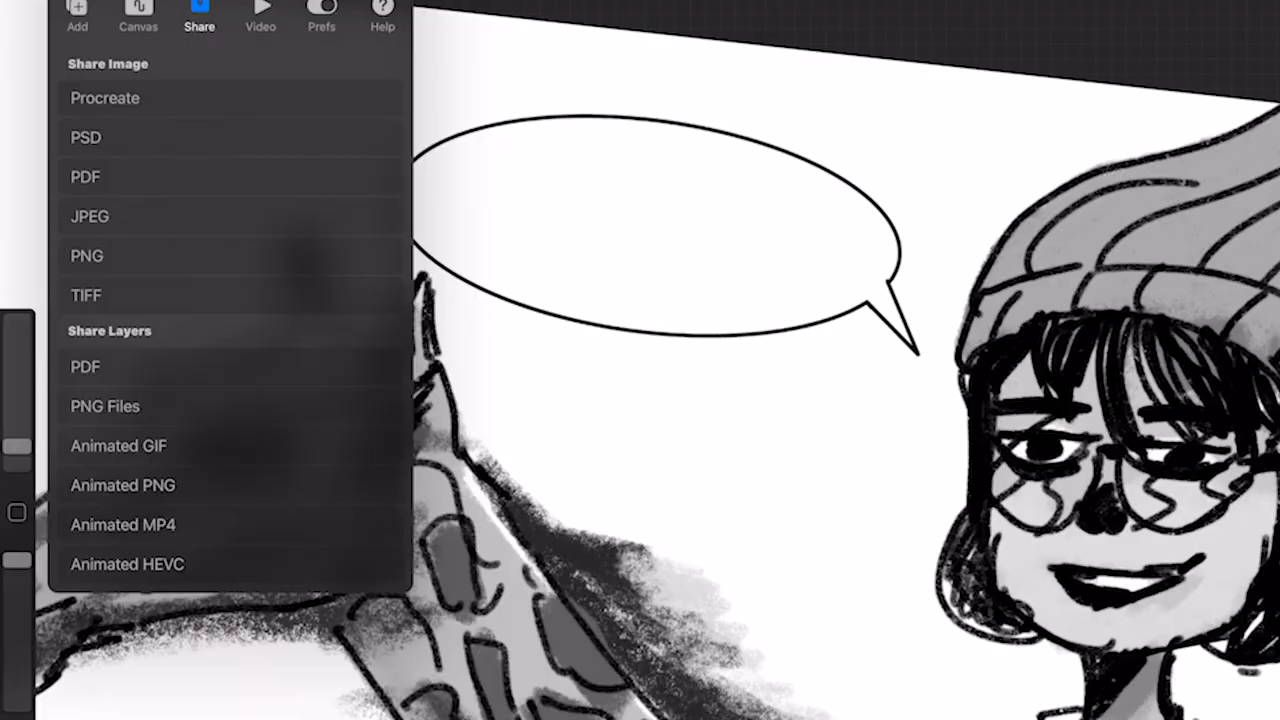 Add Canvas Share Video Prefs Help
Share Image
Procreate
PSD
PDF
JPEG
PNG
TIFF
Share Layers
PDF
PNG Files
Animated GIF
Animated PNG
Animated MP4
Animated HEVC